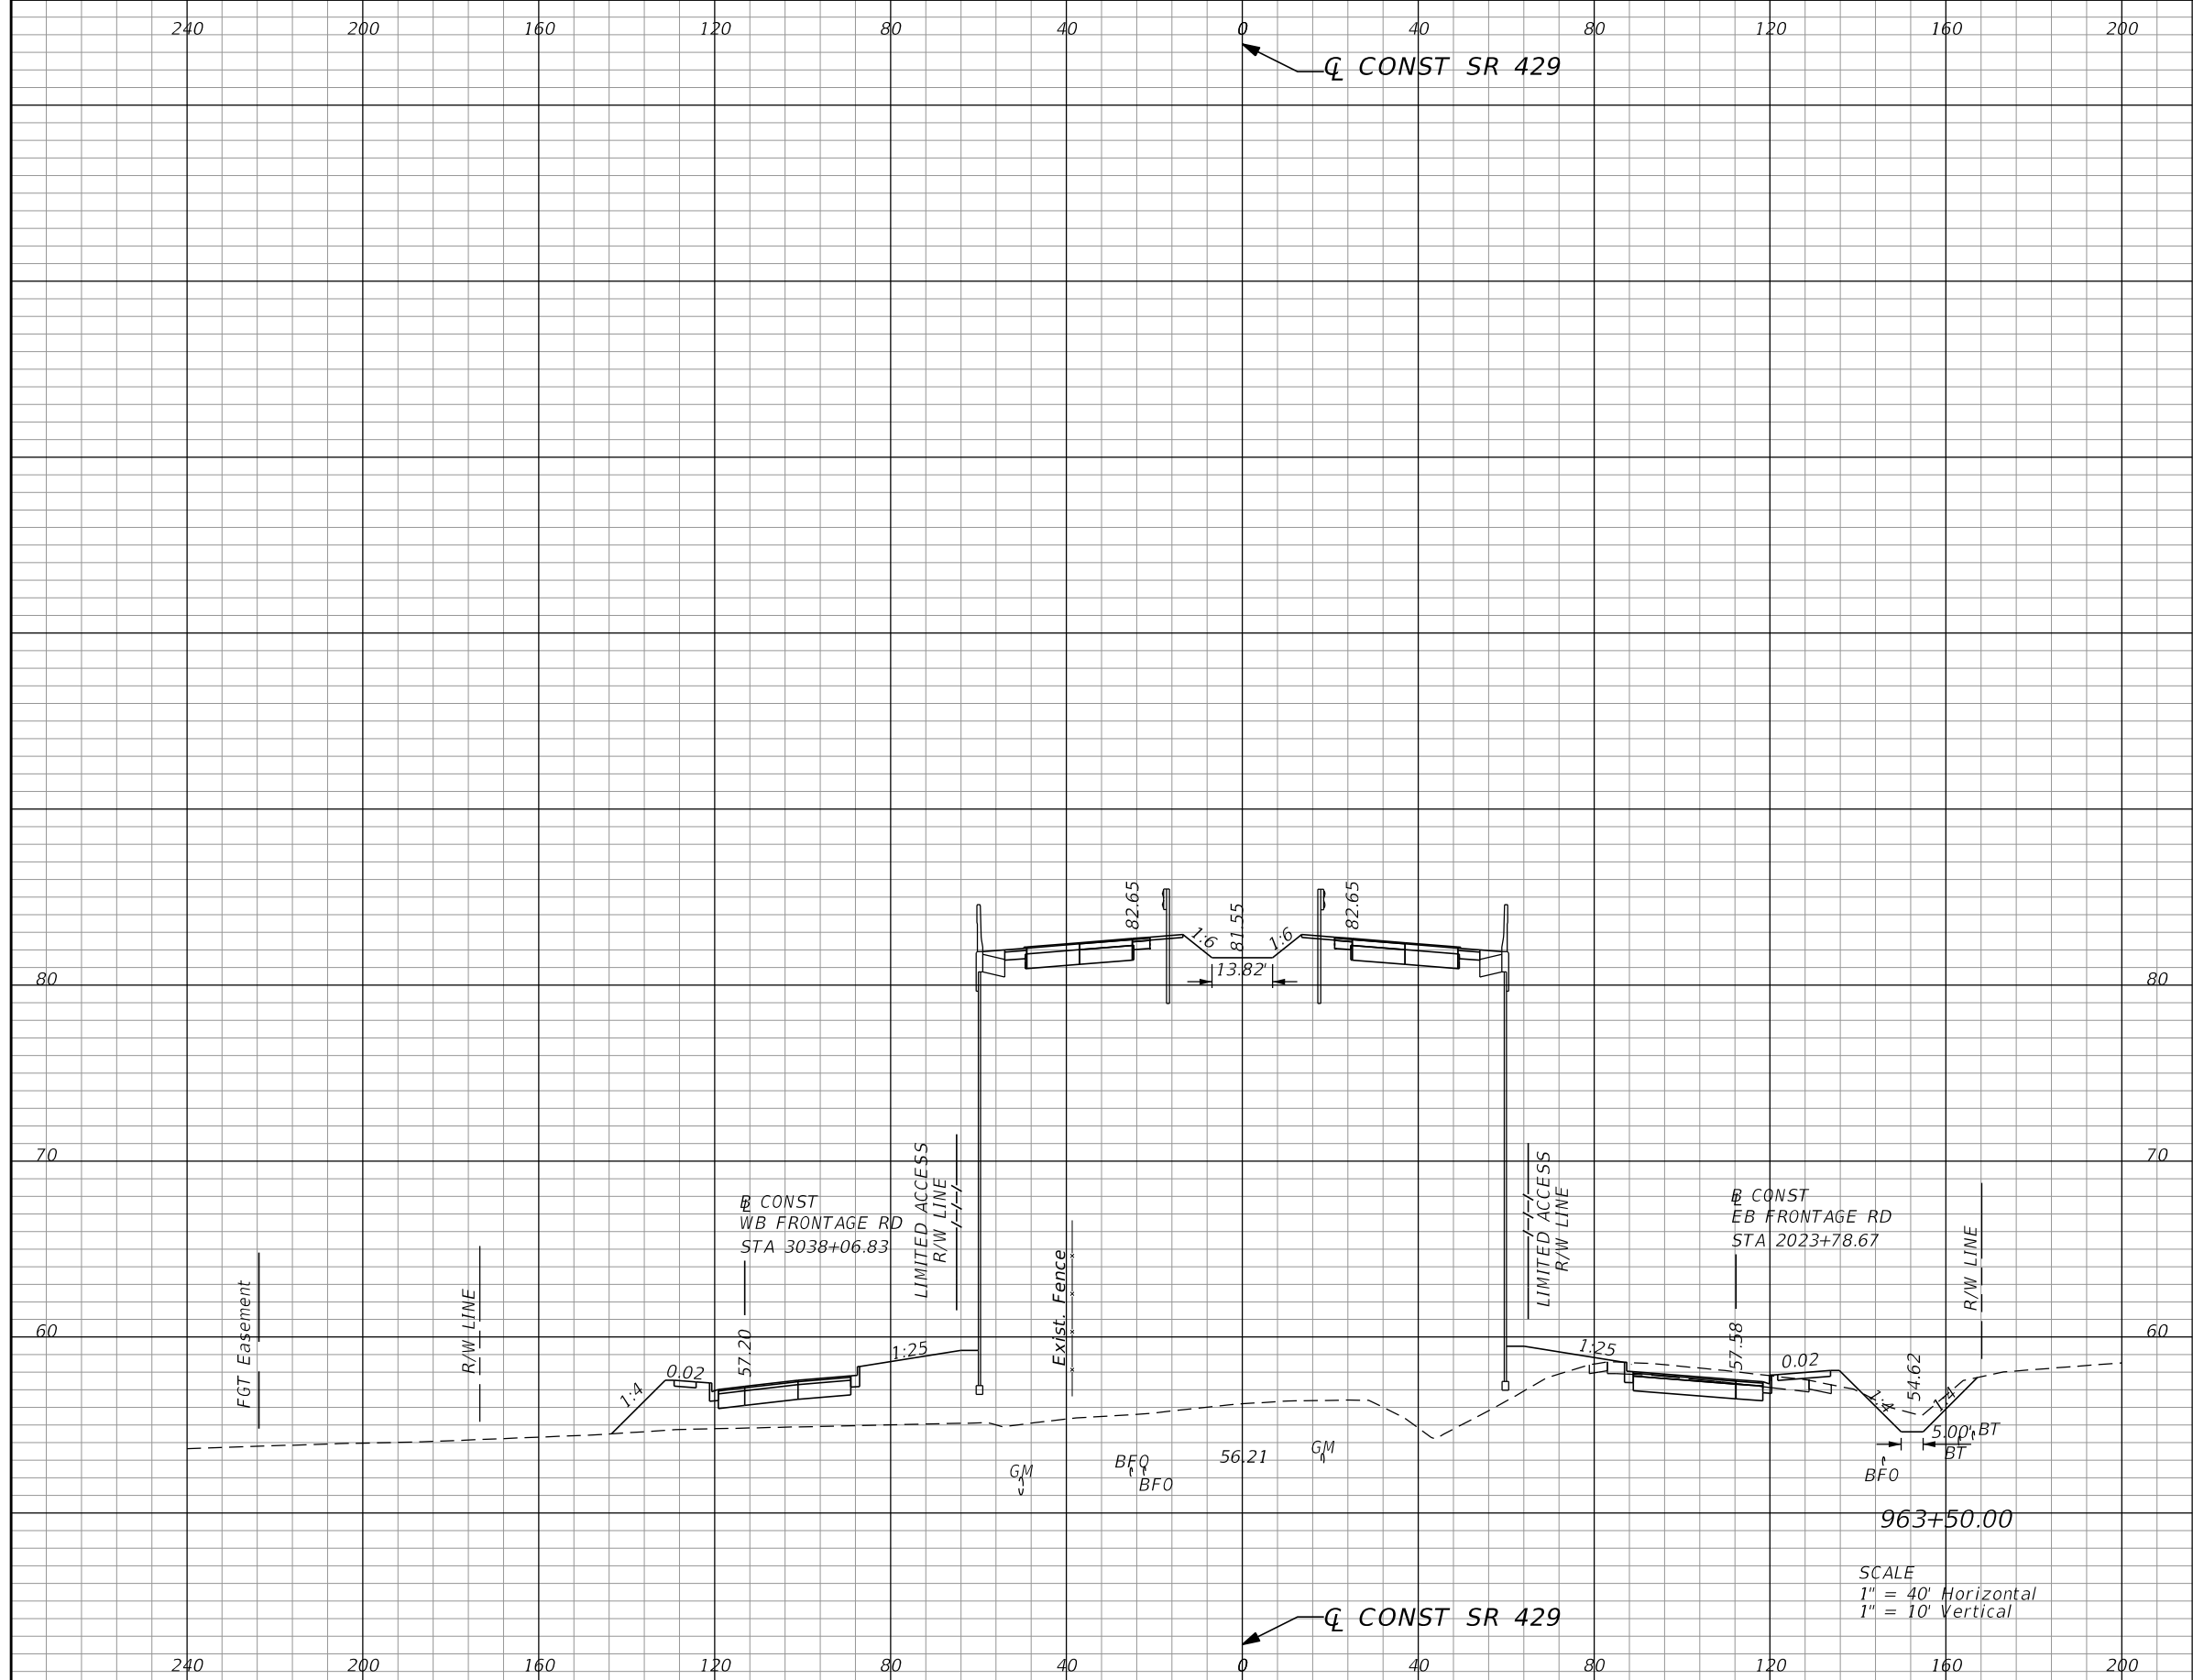 240 200 160 120 80 40 0 40 80 120 160 200
℄ CONST SR 429
82.65
1:6
81.55
1:6
82.65
13.82'
80 80
70 70
LIMITED ACCESS
R/W LINE
LIMITED ACCESS
R/W LINE
℄ CONST
WB FRONTAGE RD
STA 3038+06.83
℄ CONST
EB FRONTAGE RD
STA 2023+78.67
FGT Easement
R/W LINE
Exist. Fence
R/W LINE
60 60
1:4
0.02
57.20
1:25
1:25
57.58
0.02
1:4
54.62
1:4
5.00'
BT
BT
BFO
GM
BFO
BFO
56.21
GM
963+50.00
SCALE
1" = 40' Horizontal
1" = 10' Vertical
℄ CONST SR 429
240 200 160 120 80 40 0 40 80 120 160 200